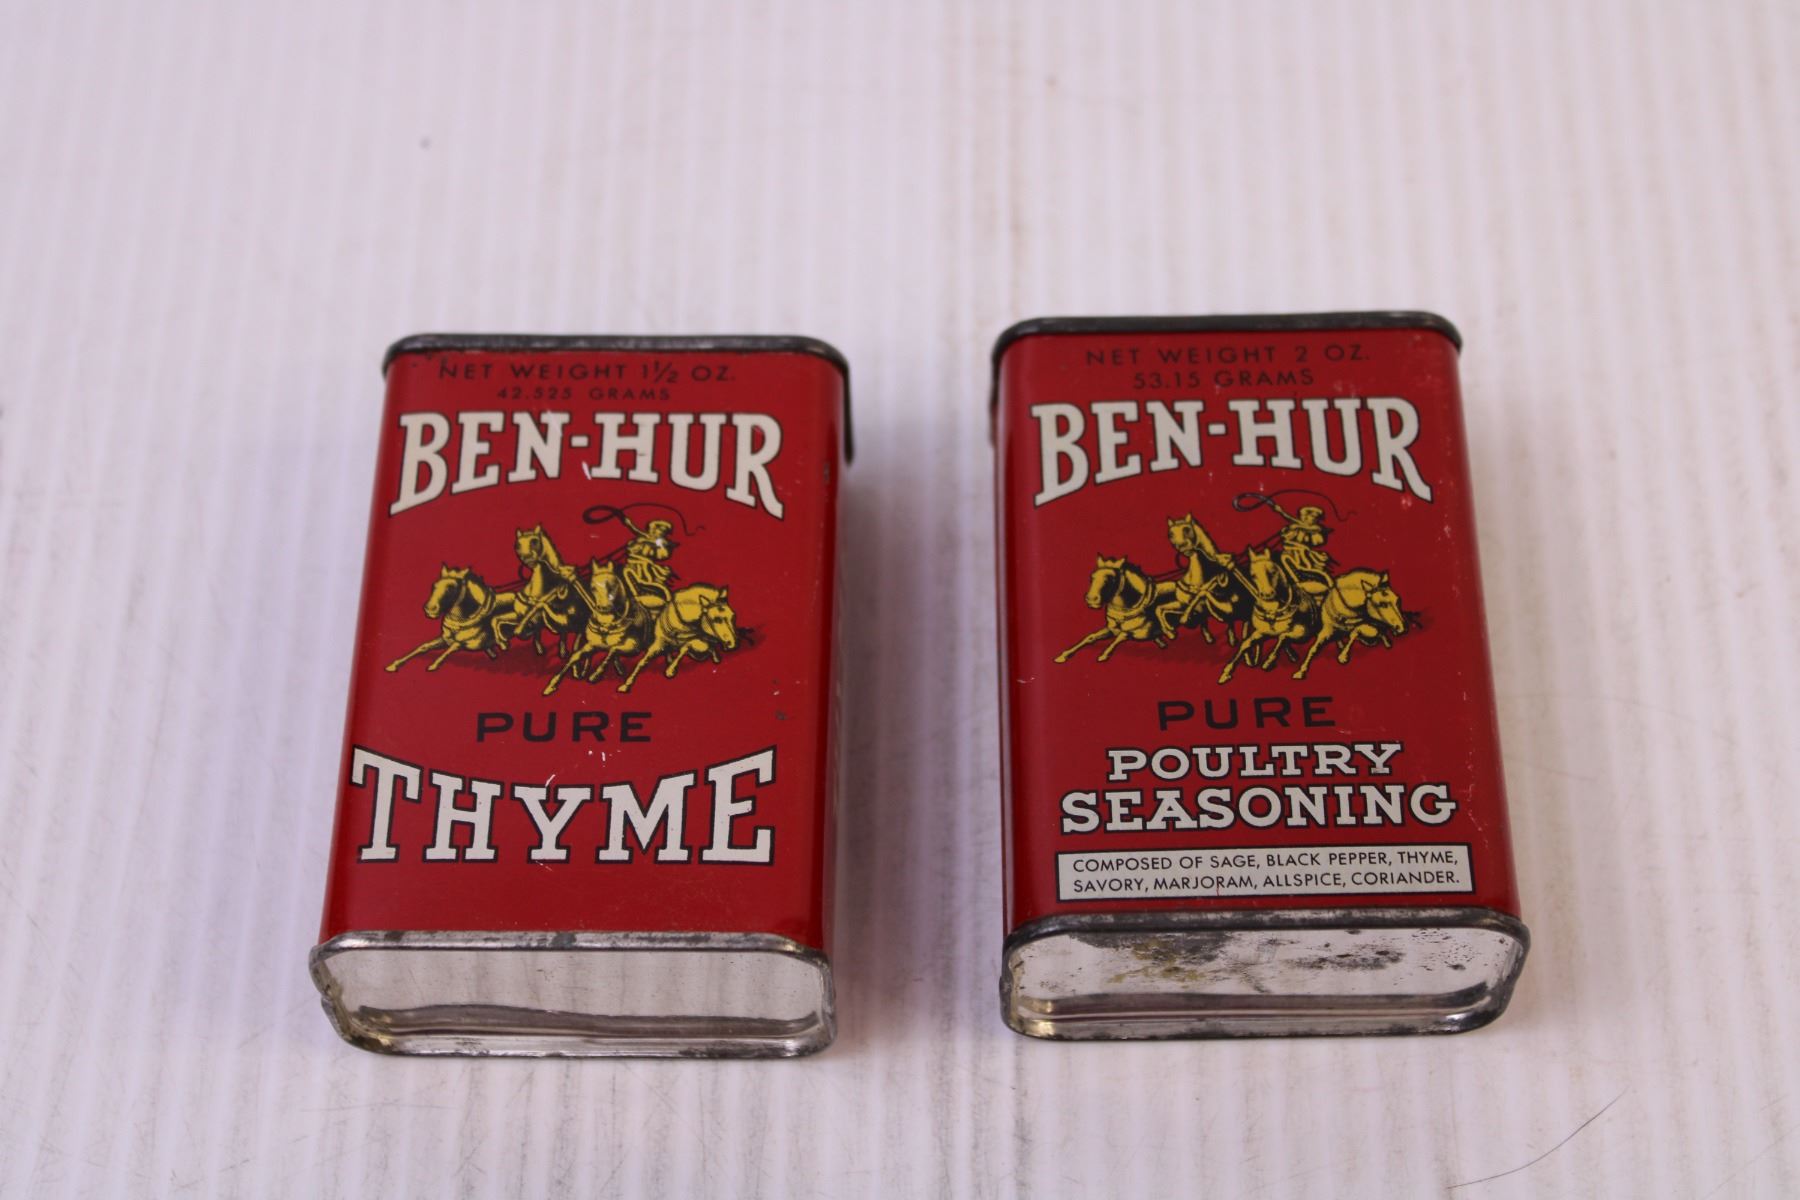 NET WEIGHT 1½ OZ.
42.525 GRAMS
BEN-HUR
PURE
THYME
NET WEIGHT 2 OZ.
53.15 GRAMS
BEN-HUR
PURE
POULTRY
SEASONING
COMPOSED OF SAGE, BLACK PEPPER, THYME,
SAVORY, MARJORAM, ALLSPICE, CORIANDER.